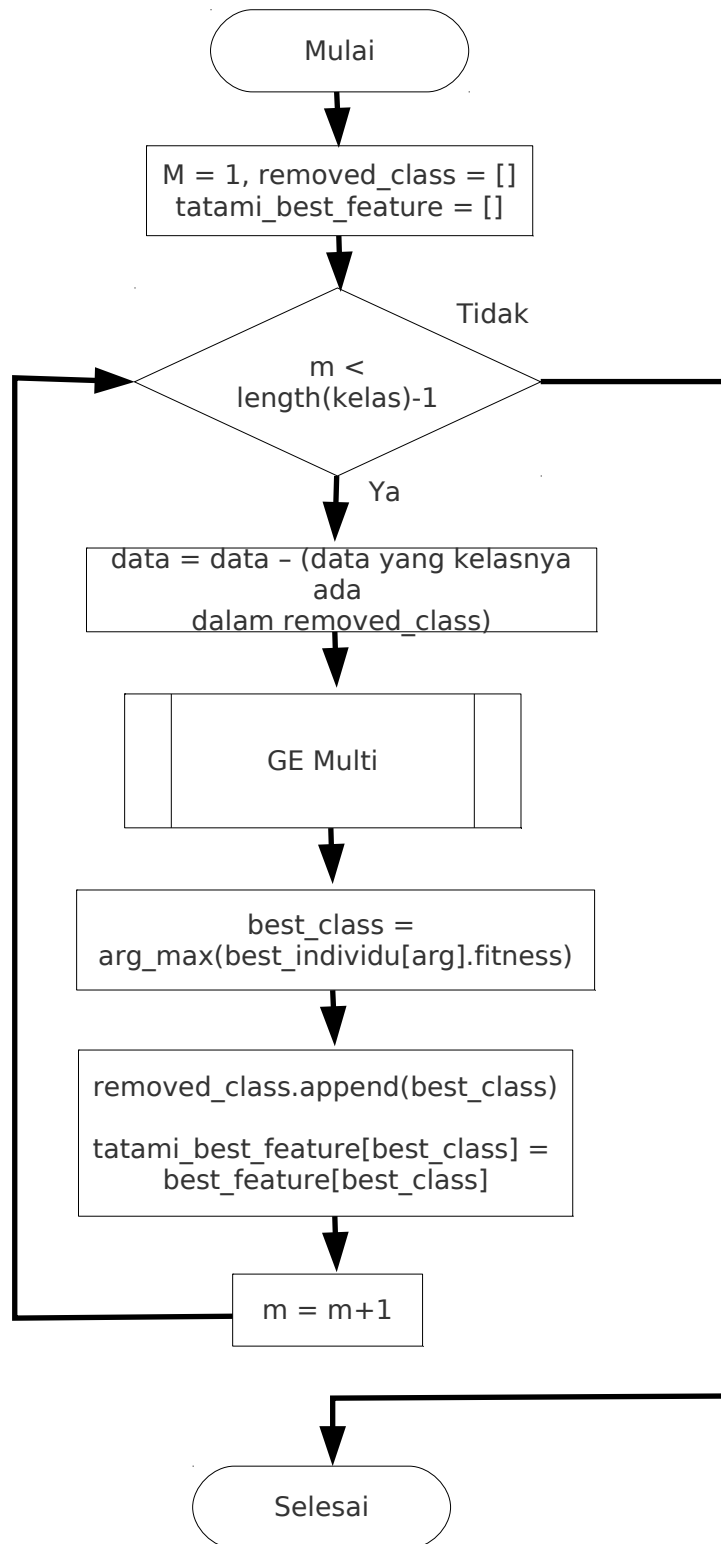 Mulai
M = 1, removed_class = []
tatami_best_feature = []
Tidak
m <
length(kelas)-1
Ya
data = data – (data yang kelasnya
ada
dalam removed_class)
GE Multi
best_class =
arg_max(best_individu[arg].fitness)
removed_class.append(best_class)
tatami_best_feature[best_class] =
best_feature[best_class]
m = m+1
Selesai